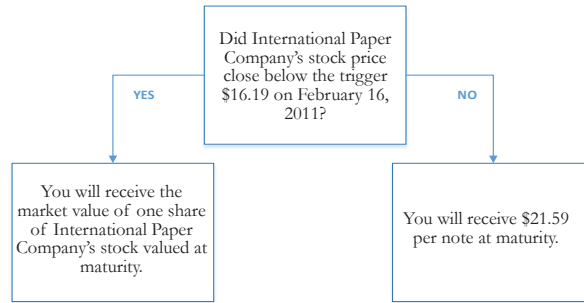 Did International Paper
Company's stock price
close below the trigger
$16.19 on February 16,
2011?
YES
NO
You will receive the
market value of one share
of International Paper
Company's stock valued at
maturity.
You will receive $21.59
per note at maturity.